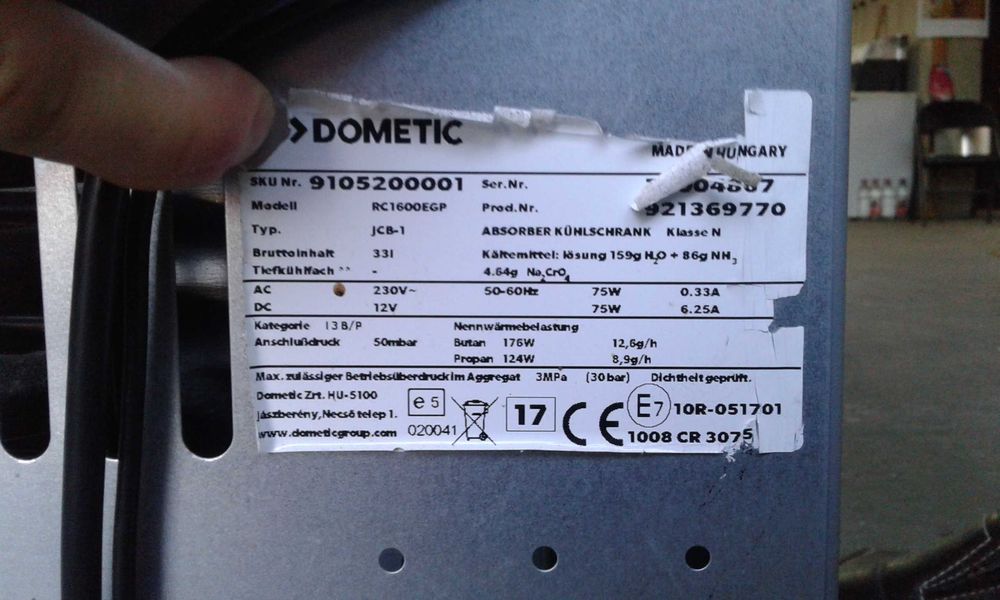 DOMETIC
MADE IN HUNGARY
SKU Nr. 9105200001 Ser.Nr.
Modell RC1600EGP Prod.Nr. 921369770
Typ. JCB-1 ABSORBER KÜHLSCHRANK Klasse N
Bruttoinhalt 33l Kältemittel: lösung 159g H₂O + 86g NH₃
Tiefkühlfach ** - 4.64g Na₂CrO₄
AC 230V~ 50-60Hz 75W 0.33A
DC 12V 75W 6.25A
Kategorie I 3 B/P Nennwärmebelastung
Anschlußdruck 50mbar Butan 176W 12,6g/h
Propan 124W 8,9g/h
Max. zulässiger Betriebsüberdruck im Aggregat 3MPa (30 bar) Dichtheit geprüft.
Dometic Zrt. HU-5100
Jászberény, Necső telep 1.
www.dometicgroup.com
e5
020041
17
CE
E7
10R-051701
1008 CR 3075